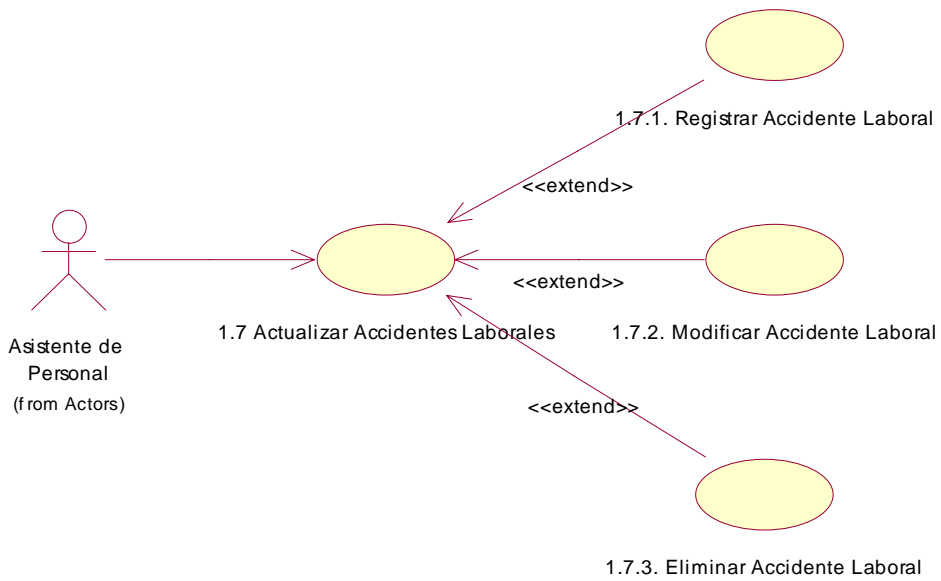 1.7.1. Registrar Accidente Laboral
<<extend>>
<<extend>>
1.7 Actualizar Accidentes Laborales
1.7.2. Modificar Accidente Laboral
Asistente de
Personal
(from Actors)
<<extend>>
1.7.3. Eliminar Accidente Laboral